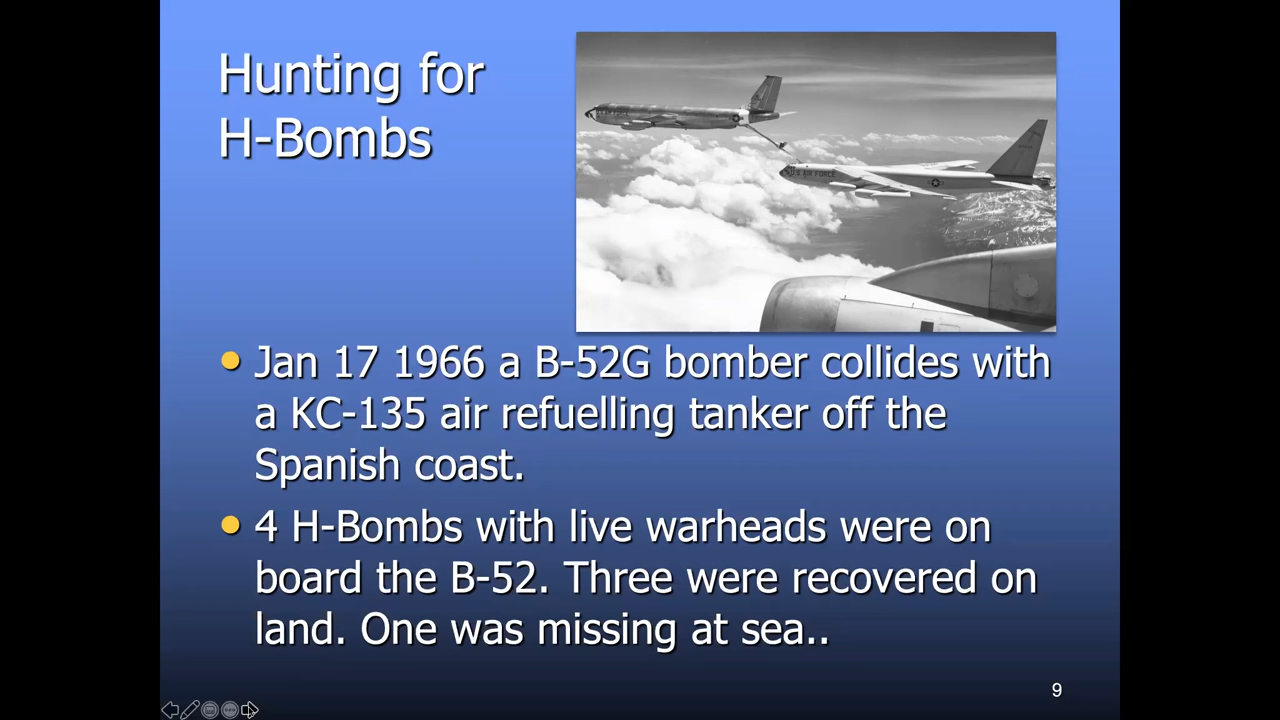 Hunting for
H-Bombs
U.S. AIR FORCE
• Jan 17 1966 a B-52G bomber collides with
a KC-135 air refuelling tanker off the
Spanish coast.
• 4 H-Bombs with live warheads were on
board the B-52. Three were recovered on
land. One was missing at sea..
9